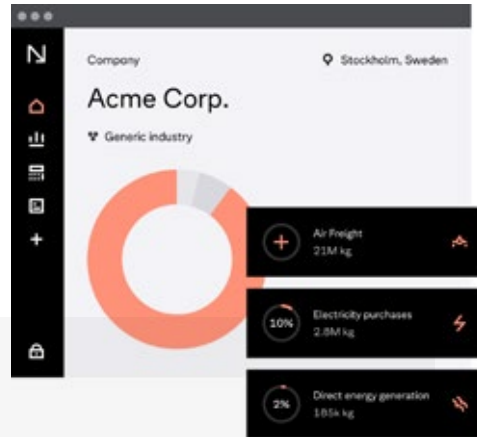 Company
Stockholm, Sweden
Acme Corp.
Generic industry
Air Freight
21M kg
10%
Electricity purchases
2.8M kg
2%
Direct energy generation
185k kg